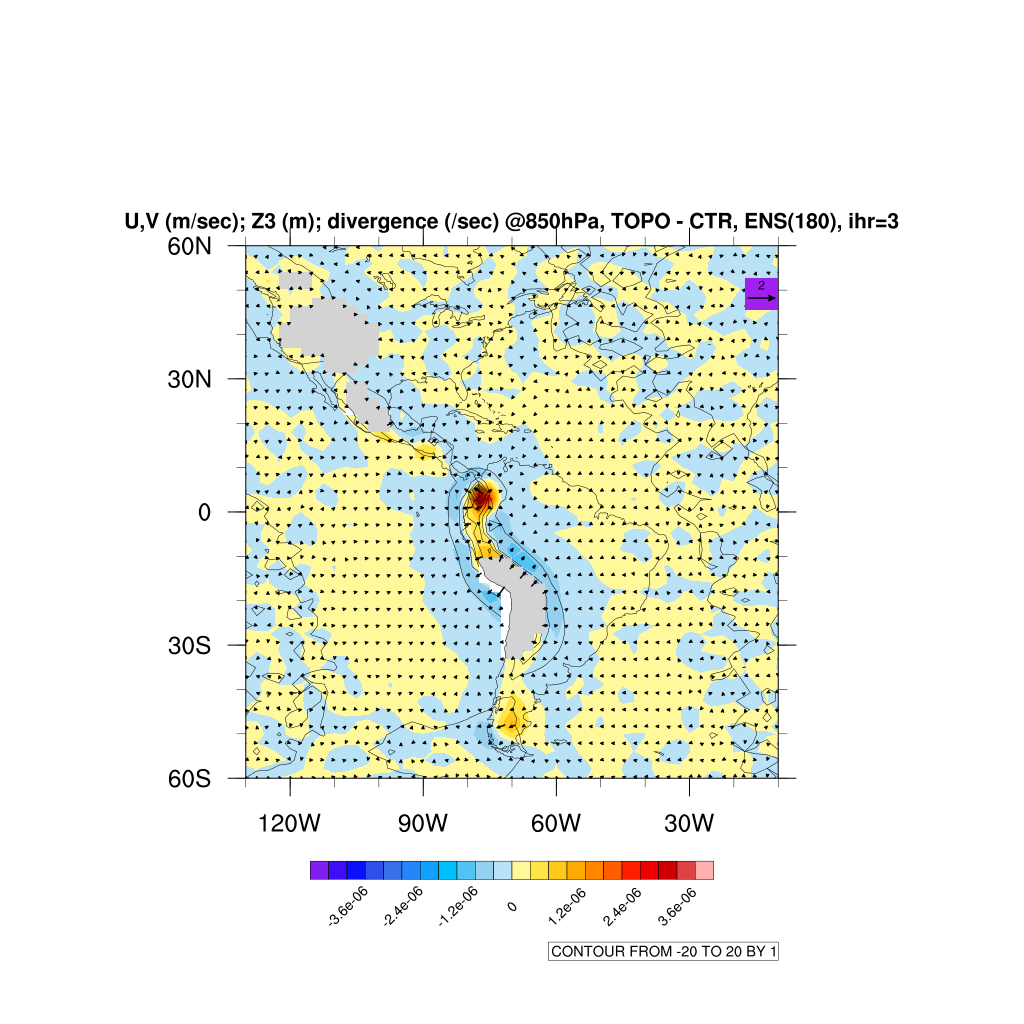 U,V (m/sec); Z3 (m); divergence (/sec) @850hPa, TOPO - CTR, ENS(180), ihr=3
60N
2
30N
0
30S
60S
120W 90W 60W 30W
-3.6e-06 -2.4e-06 -1.2e-06 0 1.2e-06 2.4e-06 3.6e-06
CONTOUR FROM -20 TO 20 BY 1